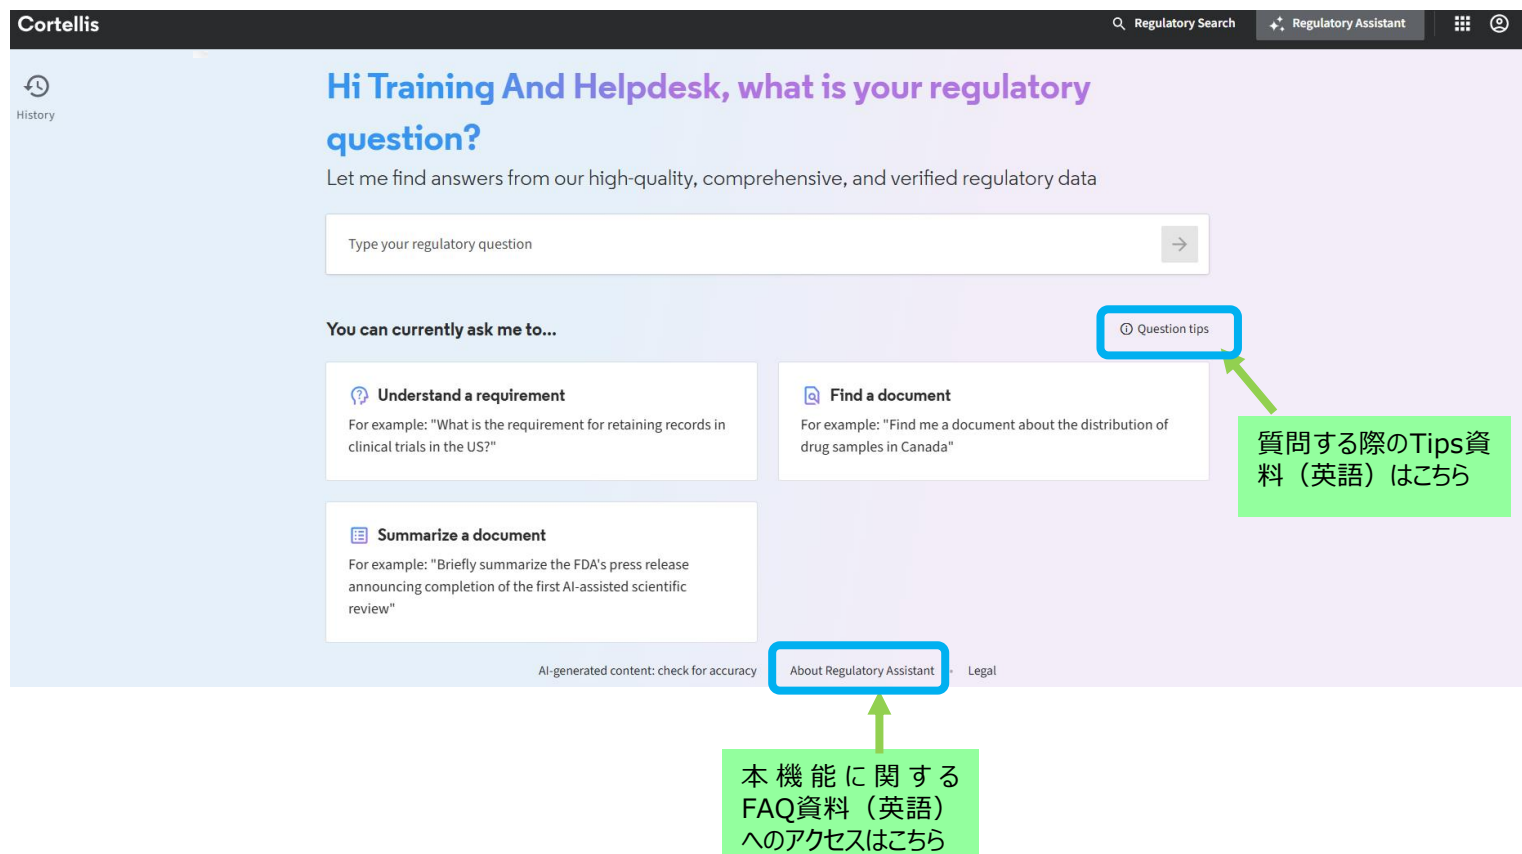 Cortellis
Regulatory Search
Regulatory Assistant
History
Hi Training And Helpdesk, what is your regulatory
question?
Let me find answers from our high-quality, comprehensive, and verified regulatory data
Type your regulatory question
You can currently ask me to...
Question tips
Understand a requirement
For example: "What is the requirement for retaining records in
clinical trials in the US?"
Find a document
For example: "Find me a document about the distribution of
drug samples in Canada"
質問する際のTips資
料（英語）はこちら
Summarize a document
For example: "Briefly summarize the FDA's press release
announcing completion of the first AI-assisted scientific
review"
AI-generated content: check for accuracy
About Regulatory Assistant
Legal
本機能に関する
FAQ資料（英語）
へのアクセスはこちら